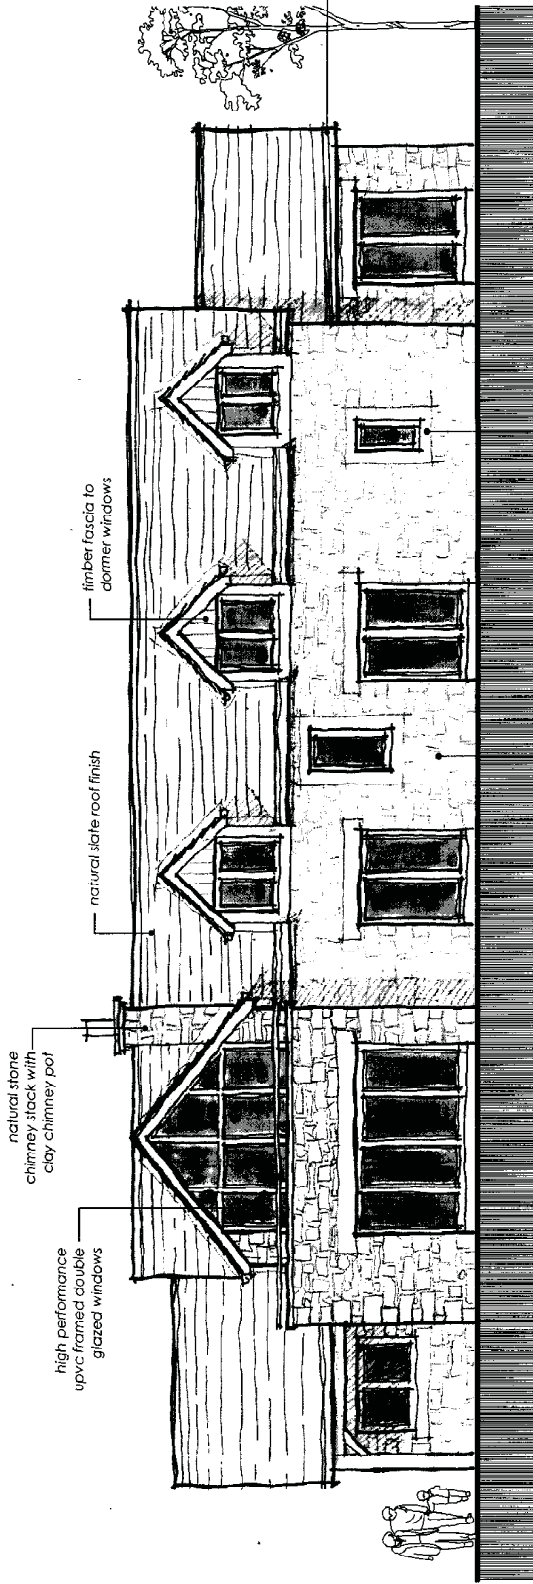 high performance
upvc framed double
glazed windows
natural stone
chimney stack with
clay chimney pot
natural slate roof finish
timber fascia to
dormer windows